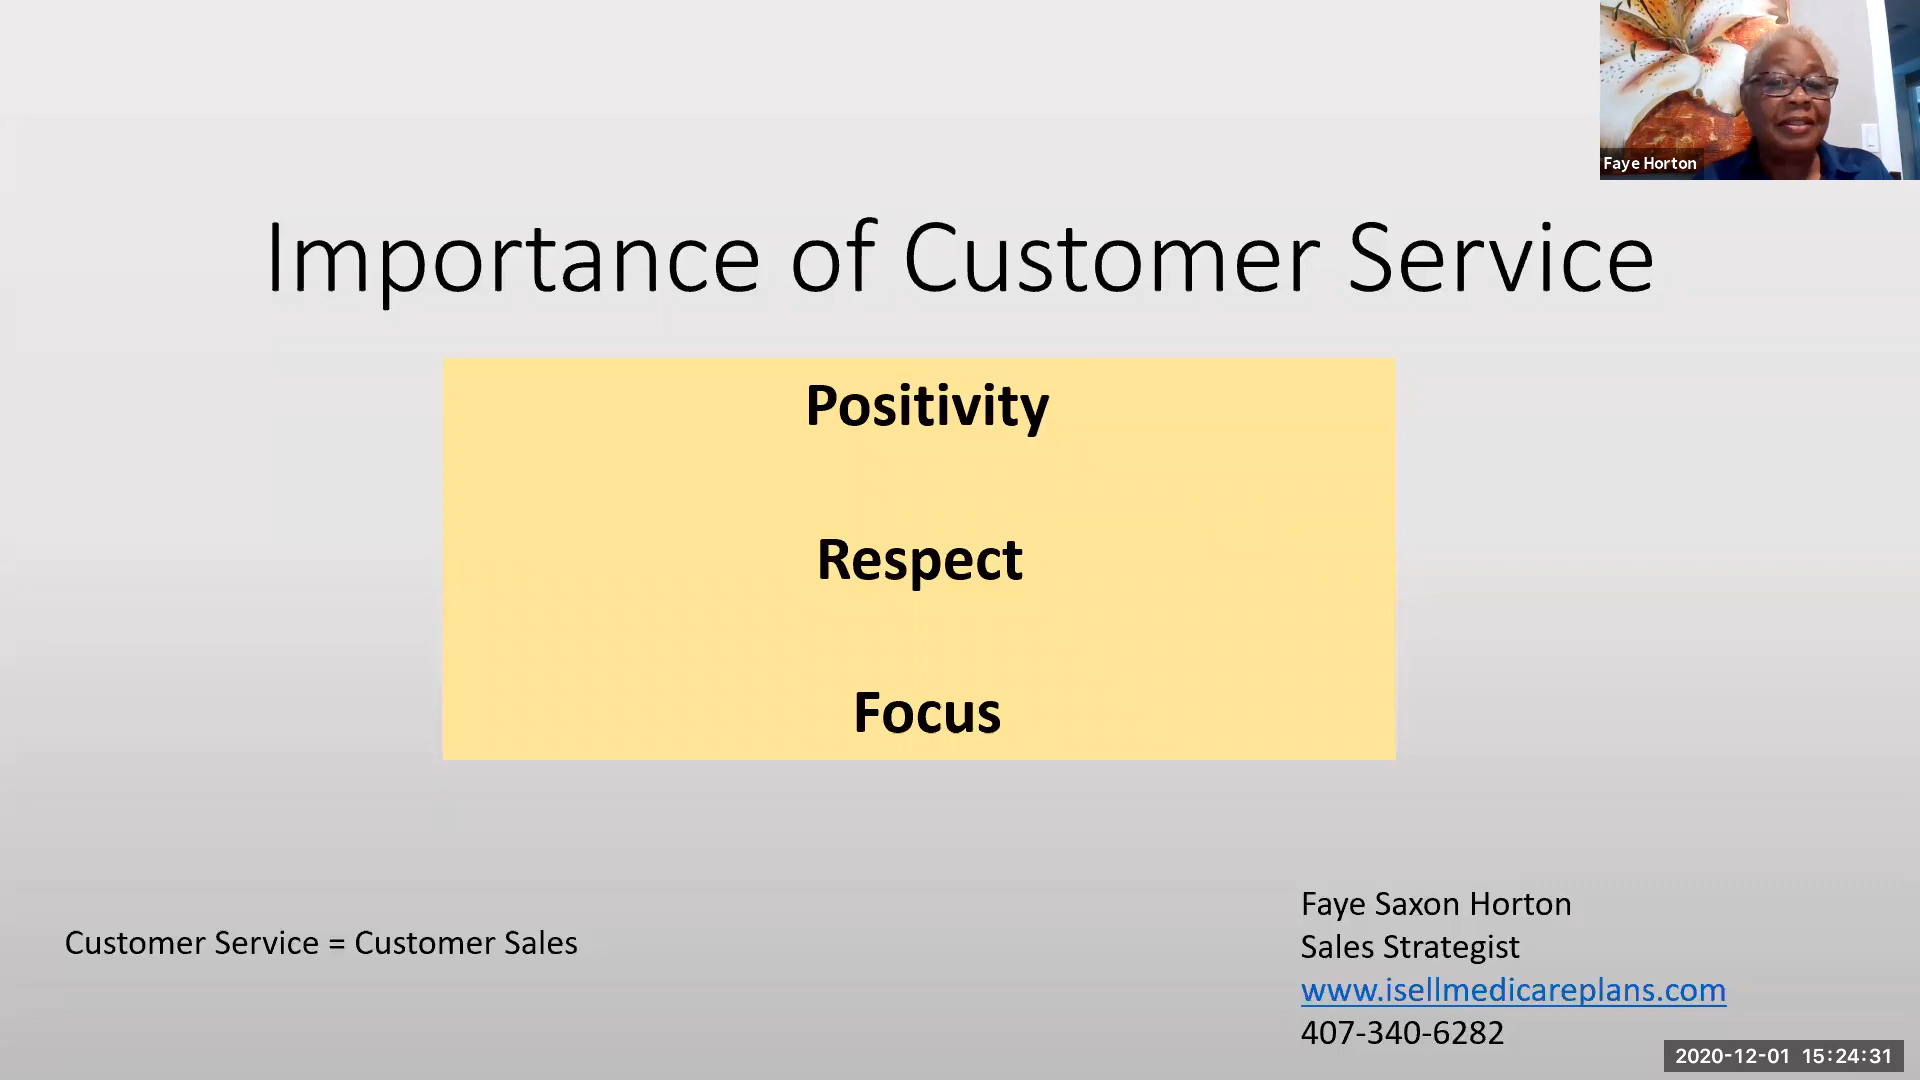 Faye Horton
Importance of Customer Service
Positivity
Respect
Focus
Customer Service = Customer Sales
Faye Saxon Horton
Sales Strategist
www.isellmedicareplans.com
407-340-6282
2020-12-01 15:24:31